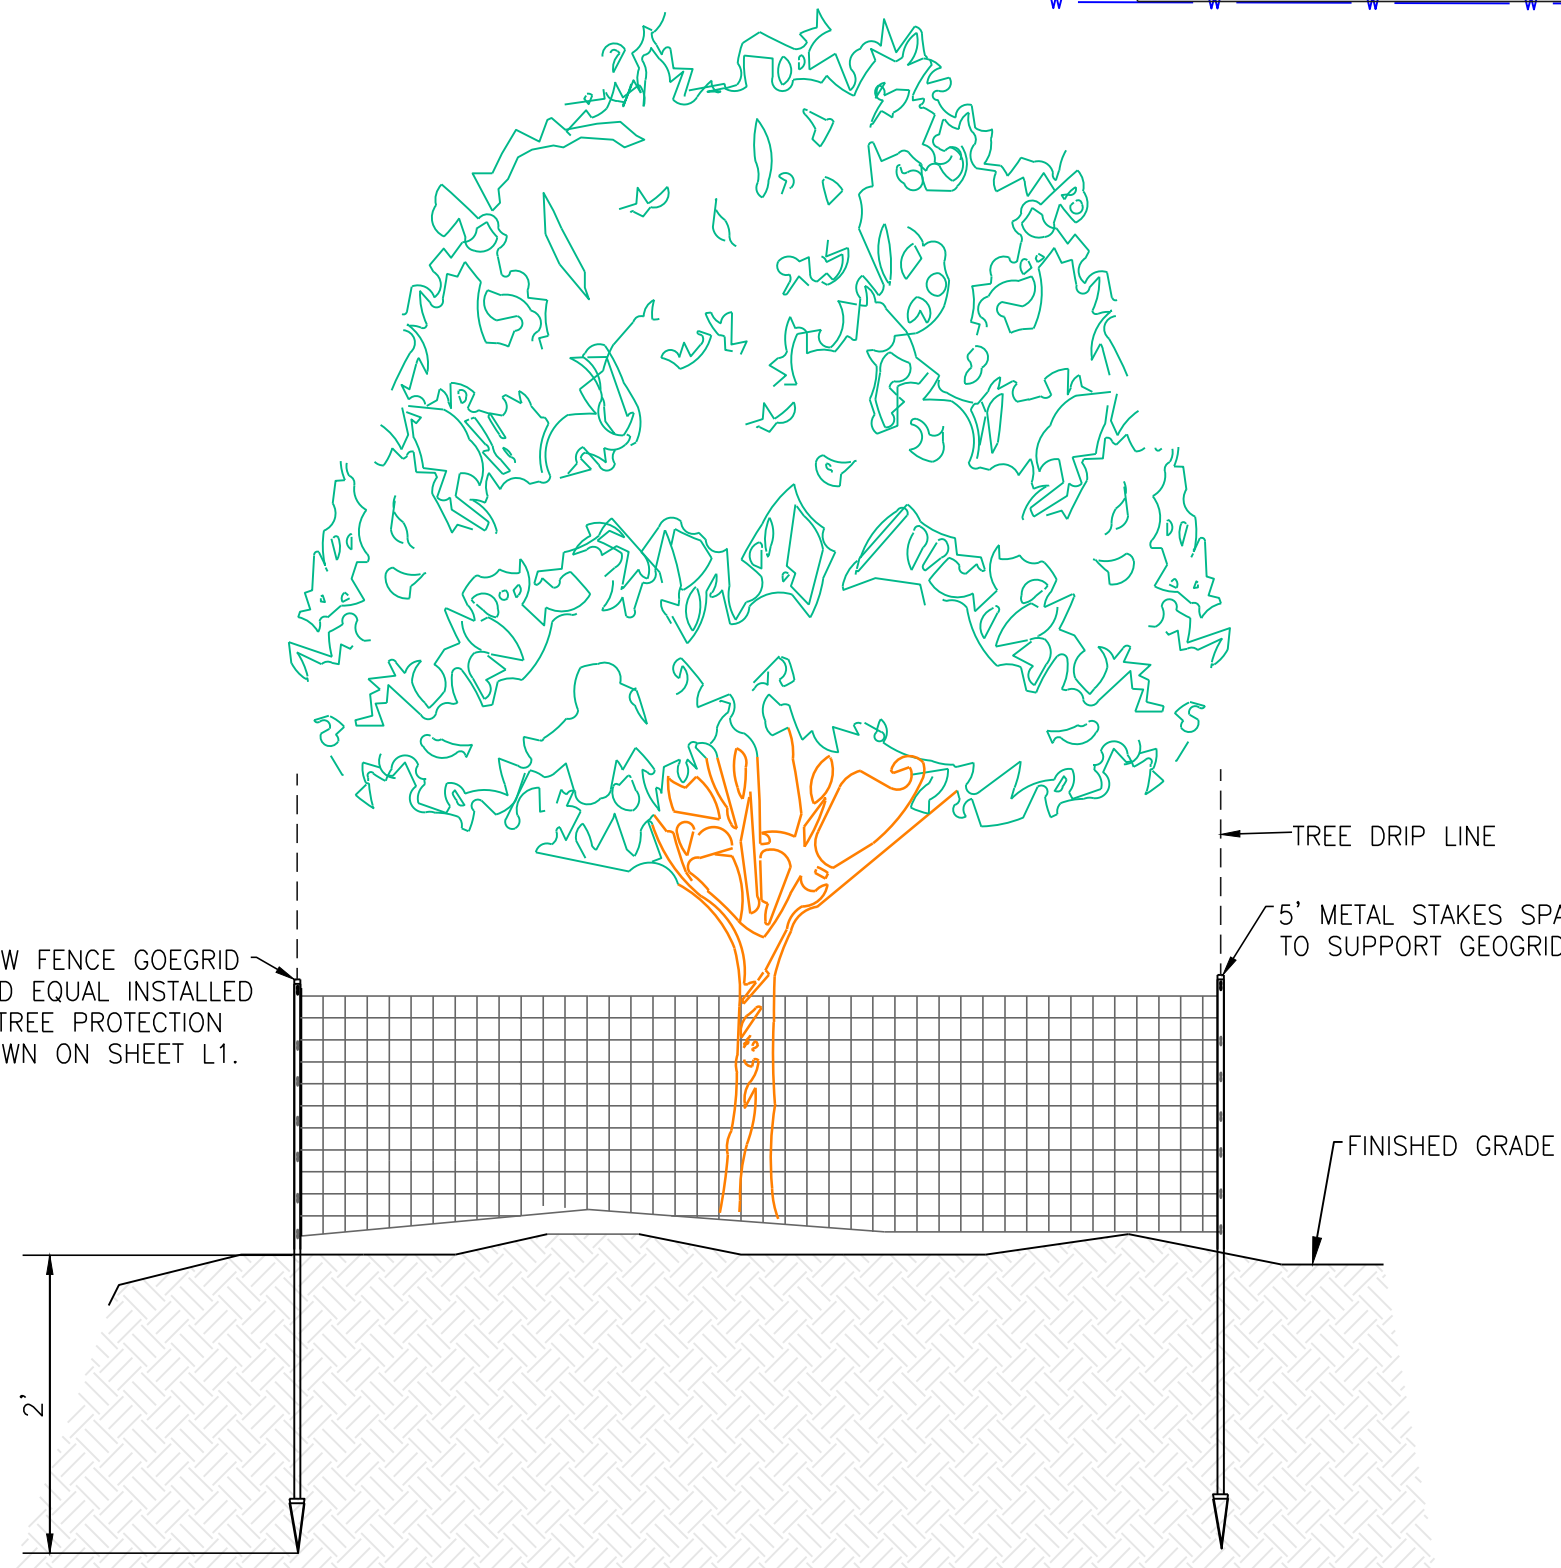 W W W W
TREE DRIP LINE
5' METAL STAKES
TO SUPPORT GEOGRID
W FENCE GOEGRID
D EQUAL INSTALLED
TREE PROTECTION
WN ON SHEET L1.
FINISHED GRADE
2'